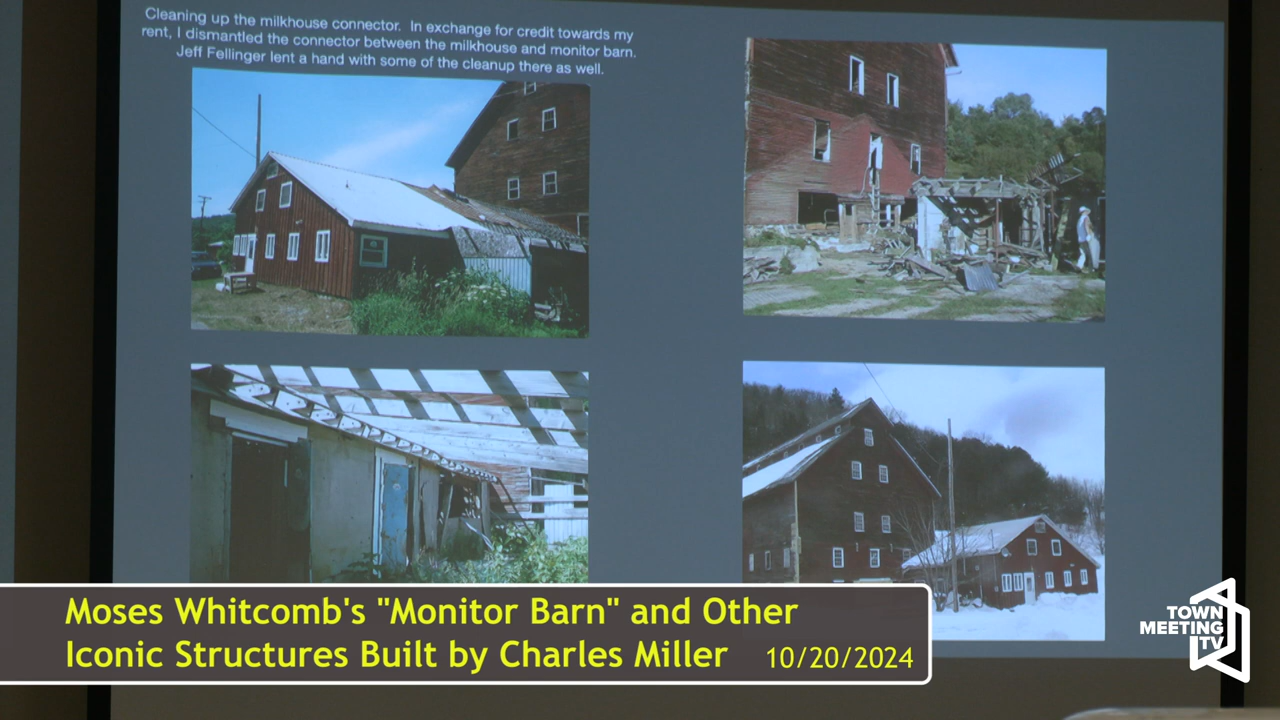 Cleaning up the milkhouse connector.  In exchange for credit towards my
rent, I dismantled the connector between the milkhouse and monitor barn.
Jeff Fellinger lent a hand with some of the cleanup there as well.
Moses Whitcomb's "Monitor Barn" and Other
Iconic Structures Built by Charles Miller
10/20/2024
TOWN
MEETING
TV